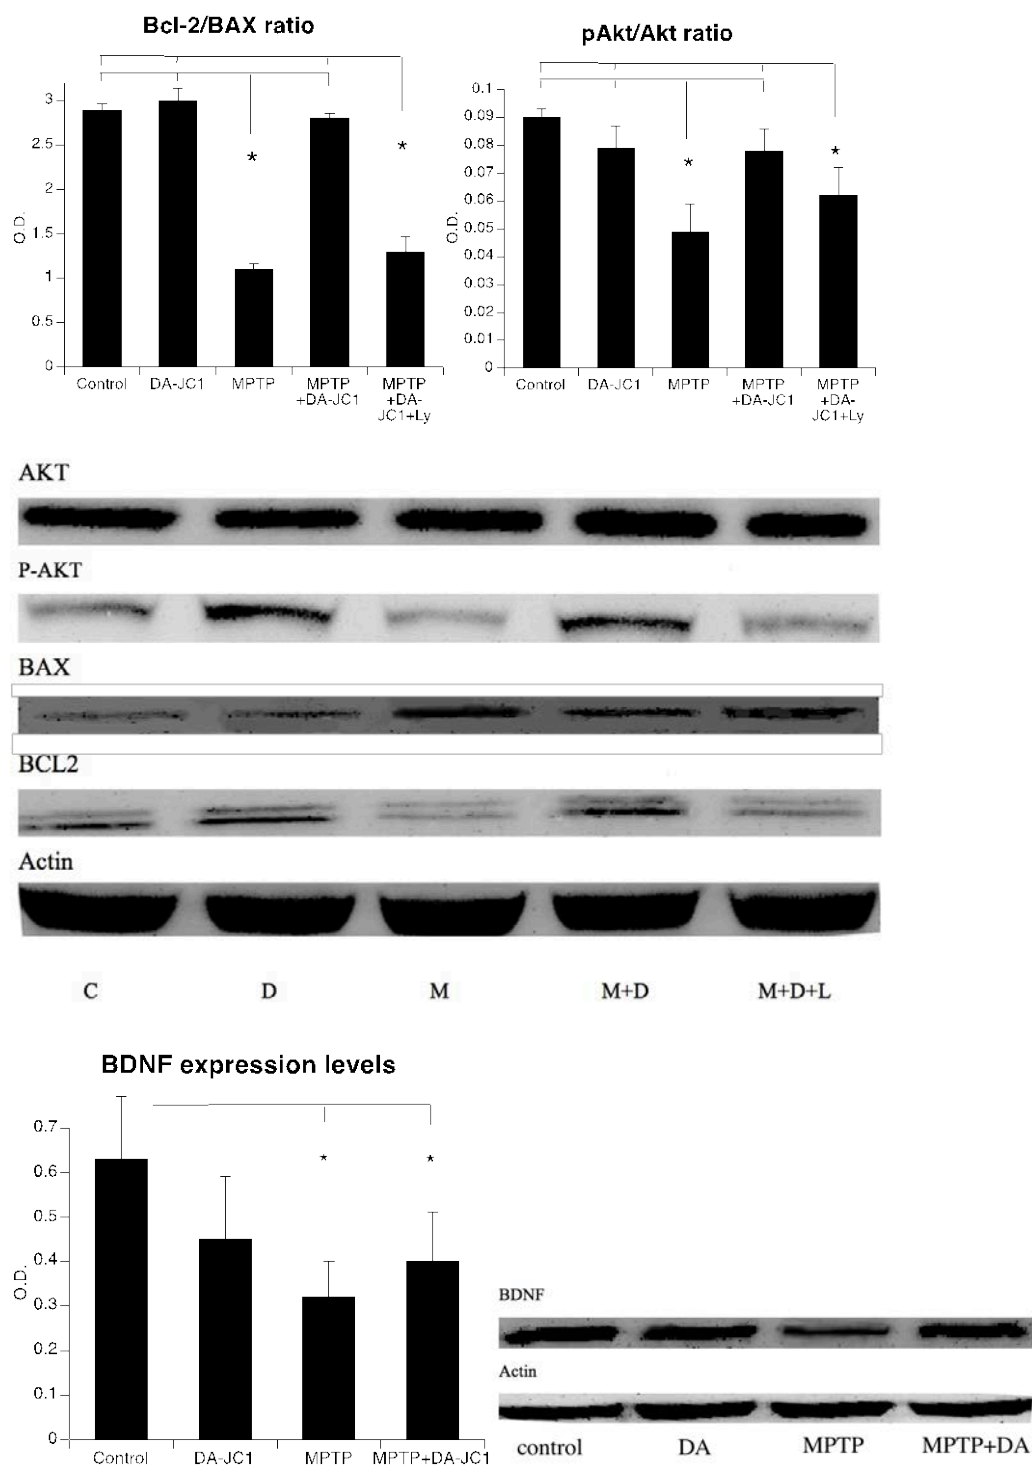 Bcl-2/BAX ratio
3
2.5
2
1.5
1
0.5
0
O.D.
*
*
Control
DA-JC1
MPTP
MPTP
+DA-JC1
MPTP
+DA-
JC1+Ly
pAkt/Akt ratio
0.1
0.09
0.08
0.07
0.06
0.05
0.04
0.03
0.02
0.01
0
O.D.
*
*
Control
DA-JC1
MPTP
MPTP
+DA-JC1
MPTP
+DA-
JC1+Ly
AKT
P-AKT
BAX
BCL2
Actin
C D M M+D M+D+L
BDNF expression levels
0.7
0.6
0.5
0.4
0.3
0.2
0.1
0
O.D.
*
*
Control DA-JC1 MPTP MPTP+DA-JC1
BDNF
Actin
control DA MPTP MPTP+DA